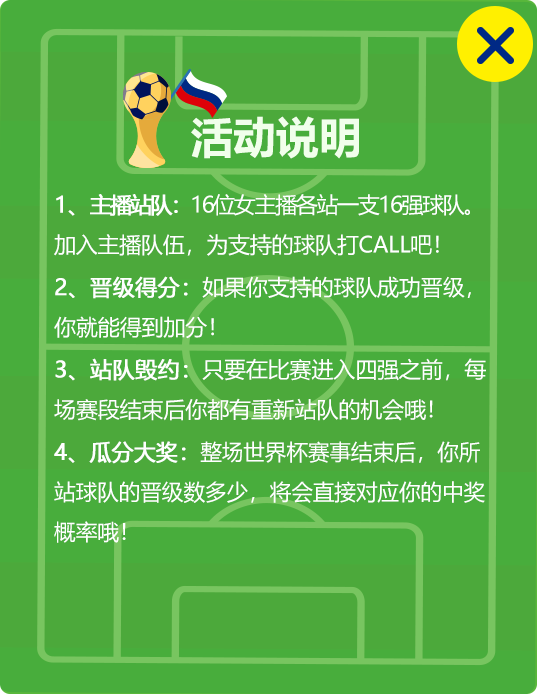 活动说明
1、主播站队：16位女主播各站一支16强球队。
加入主播队伍，为支持的球队打CALL吧！
2、晋级得分：如果你支持的球队成功晋级，
你就能得到加分！
3、站队毁约：只要在比赛进入四强之前，每
场赛段结束后你都有重新站队的机会哦！
4、瓜分大奖：整场世界杯赛事结束后，你所
站球队的晋级数多少，将会直接对应你的中奖
概率哦！